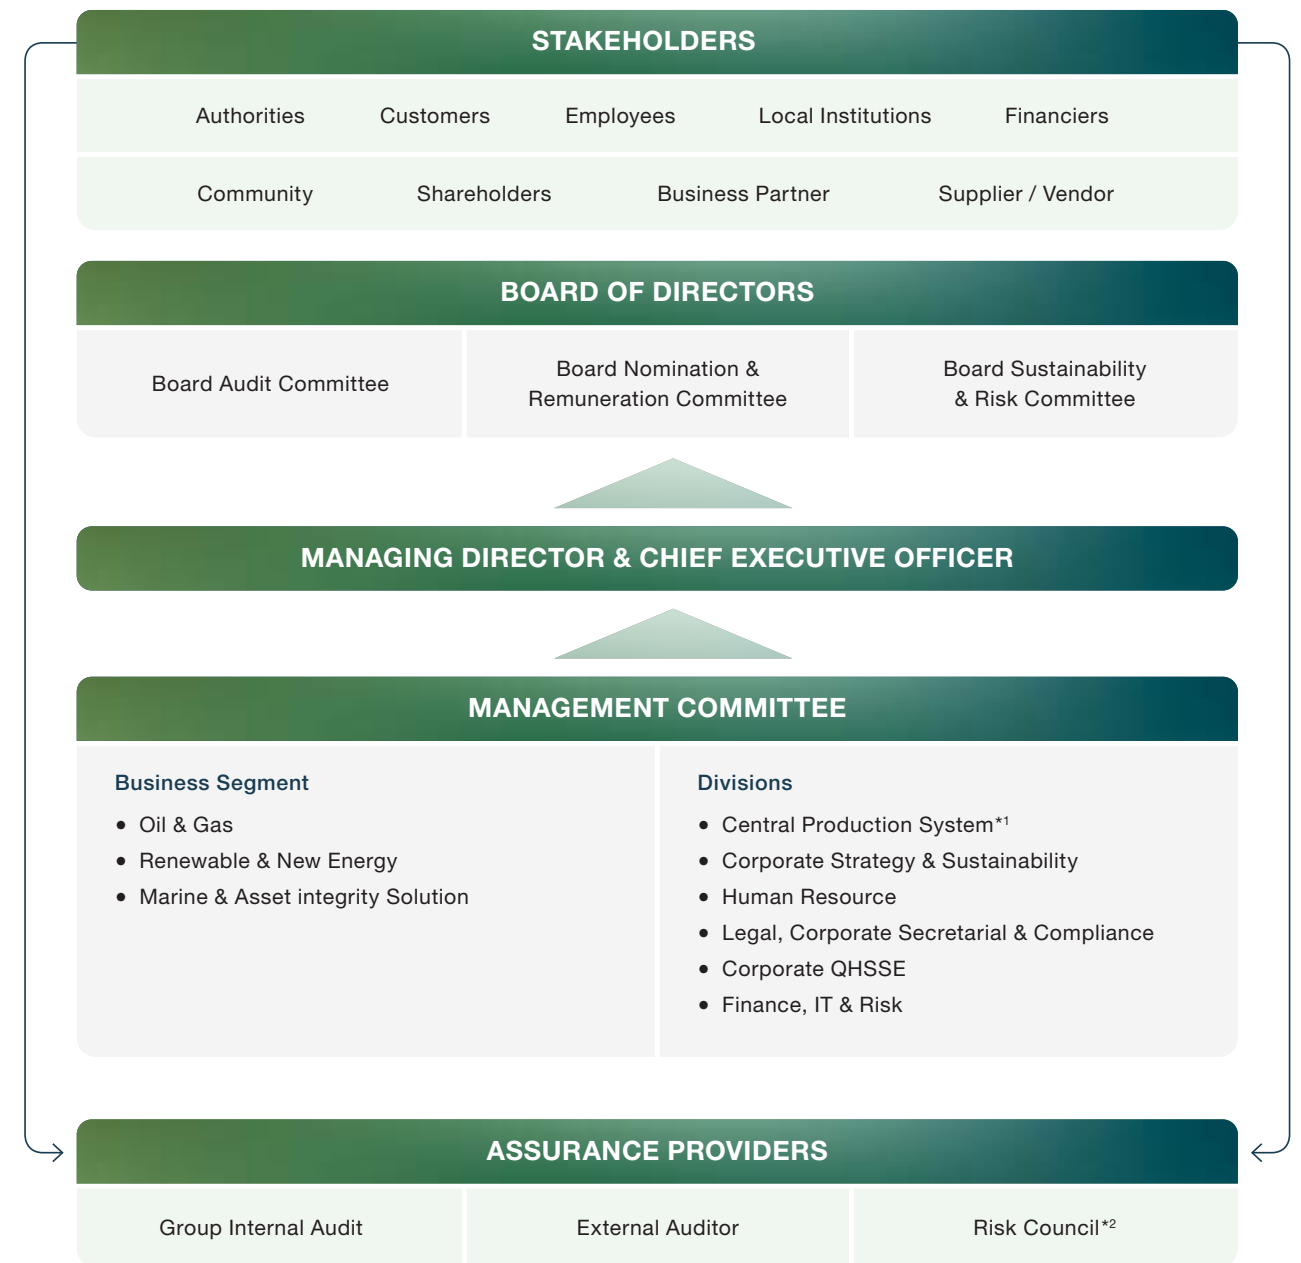 STAKEHOLDERS
Authorities Customers Employees Local Institutions Financiers
Community Shareholders Business Partner Supplier / Vendor
BOARD OF DIRECTORS
Board Audit Committee
Board Nomination &
Remuneration Committee
Board Sustainability
& Risk Committee
MANAGING DIRECTOR & CHIEF EXECUTIVE OFFICER
MANAGEMENT COMMITTEE
Business Segment
• Oil & Gas
• Renewable & New Energy
• Marine & Asset integrity Solution
Divisions
• Central Production System*1
• Corporate Strategy & Sustainability
• Human Resource
• Legal, Corporate Secretarial & Compliance
• Corporate QHSSE
• Finance, IT & Risk
ASSURANCE PROVIDERS
Group Internal Audit External Auditor Risk Council*2